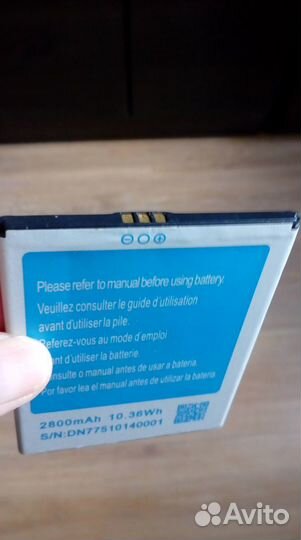 Please refer to manual before using battery.
Veuillez consulter le guide d'utilisation
avant d'utiliser la pile.
Referez-vous au mode d'emploi
avant d'utiliser la batterie.
Consulte o manual antes de usar a bateria.
Por favor lea el manual antes de utilizar la bateria.
2800mAh 10.36Wh
S/N:DN77510140001
Avito